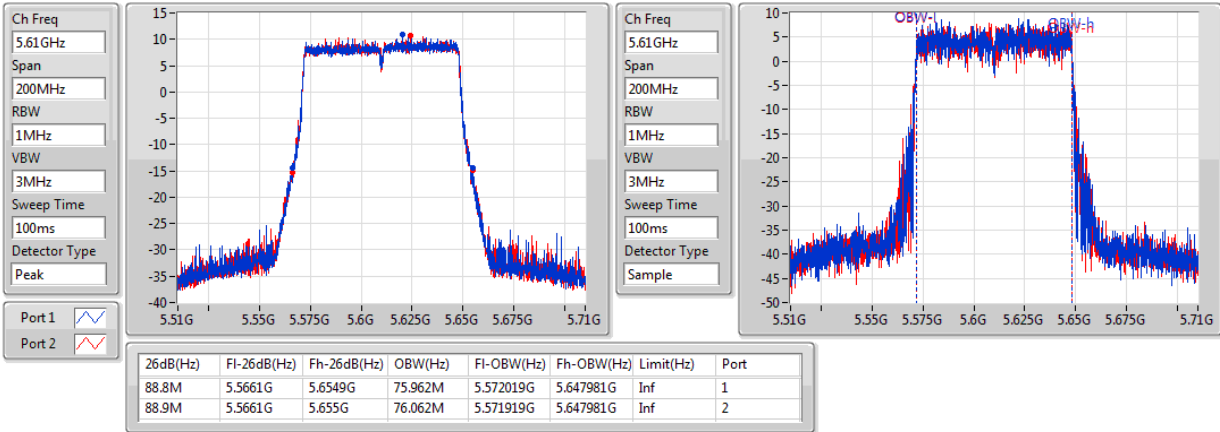 Ch Freq
5.61GHz
Span
200MHz
RBW
1MHz
VBW
3MHz
Sweep Time
100ms
Detector Type
Peak
Port 1
Port 2
15
10
5
0
-5
-10
-15
-20
-25
-30
-35
-40
5.51G 5.55G 5.575G 5.6G 5.625G 5.65G 5.675G 5.71G
Ch Freq
5.61GHz
Span
200MHz
RBW
1MHz
VBW
3MHz
Sweep Time
100ms
Detector Type
Sample
10
5
0
-5
-10
-15
-20
-25
-30
-35
-40
-45
-50
OBW-l
OBW-h
5.51G 5.55G 5.575G 5.6G 5.625G 5.65G 5.675G 5.71G
26dB(Hz) Fl-26dB(Hz) Fh-26dB(Hz) OBW(Hz) Fl-OBW(Hz) Fh-OBW(Hz) Limit(Hz) Port
88.8M 5.5661G 5.6549G 75.962M 5.572019G 5.647981G Inf 1
88.9M 5.5661G 5.655G 76.062M 5.571919G 5.647981G Inf 2